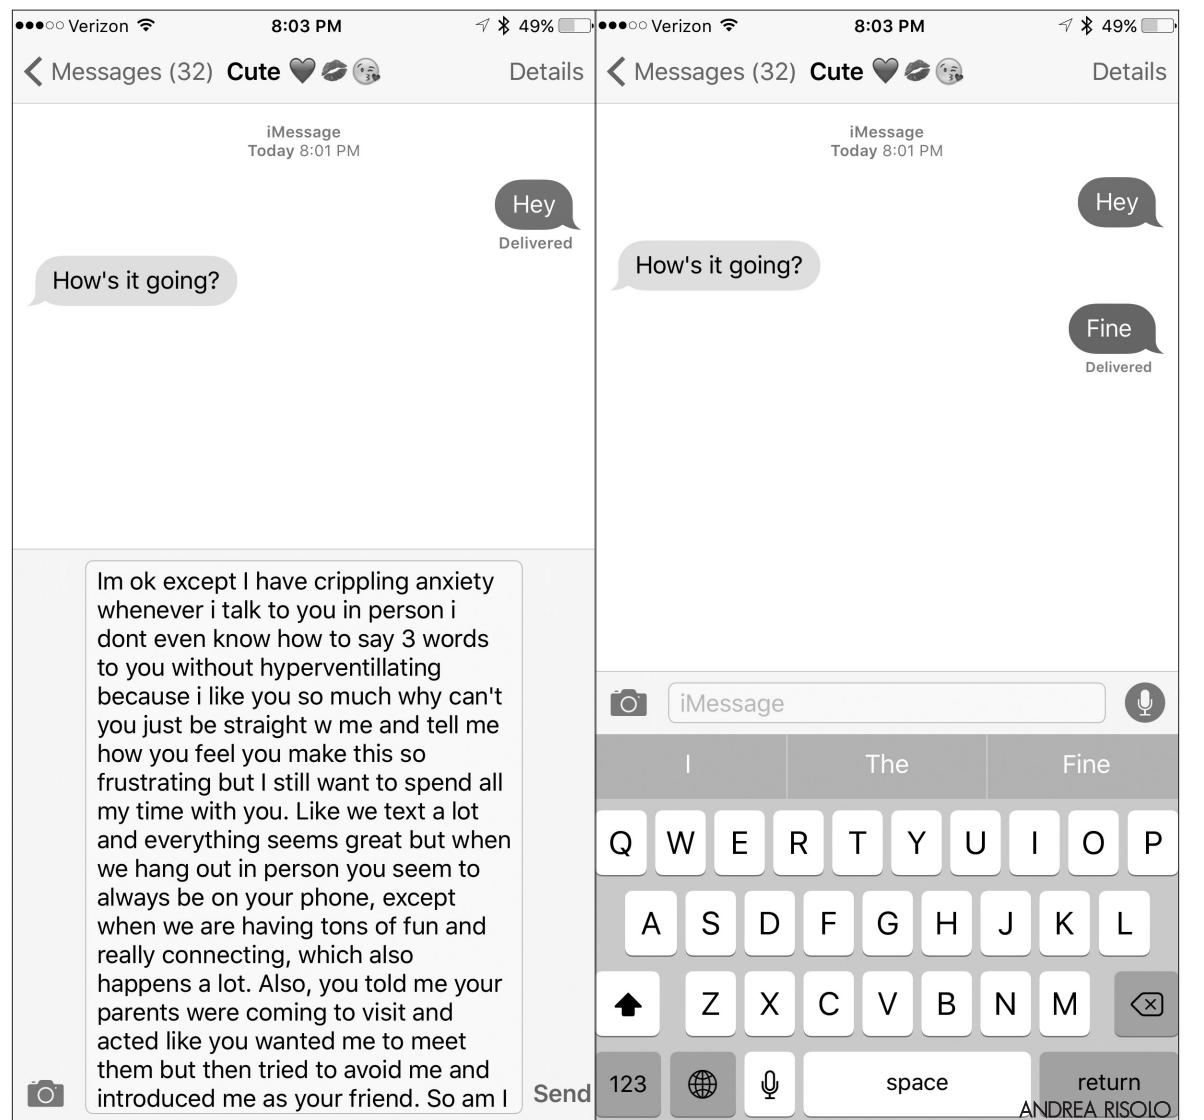 Verizon 8:03 PM 49%
Messages (32) Cute Details
iMessage
Today 8:01 PM
Hey
Delivered
How's it going?
Im ok except I have crippling anxiety
whenever i talk to you in person i
dont even know how to say 3 words
to you without hyperventillating
because i like you so much why can't
you just be straight w me and tell me
how you feel you make this so
frustrating but I still want to spend all
my time with you. Like we text a lot
and everything seems great but when
we hang out in person you seem to
always be on your phone, except
when we are having tons of fun and
really connecting, which also
happens a lot. Also, you told me your
parents were coming to visit and
acted like you wanted me to meet
them but then tried to avoid me and
introduced me as your friend. So am I
Send
Verizon 8:03 PM 49%
Messages (32) Cute Details
iMessage
Today 8:01 PM
Hey
How's it going?
Fine
Delivered
iMessage
I The Fine
Q W E R T Y U I O P
A S D F G H J K L
Z X C V B N M
123 space return
ANDREA RISOLO